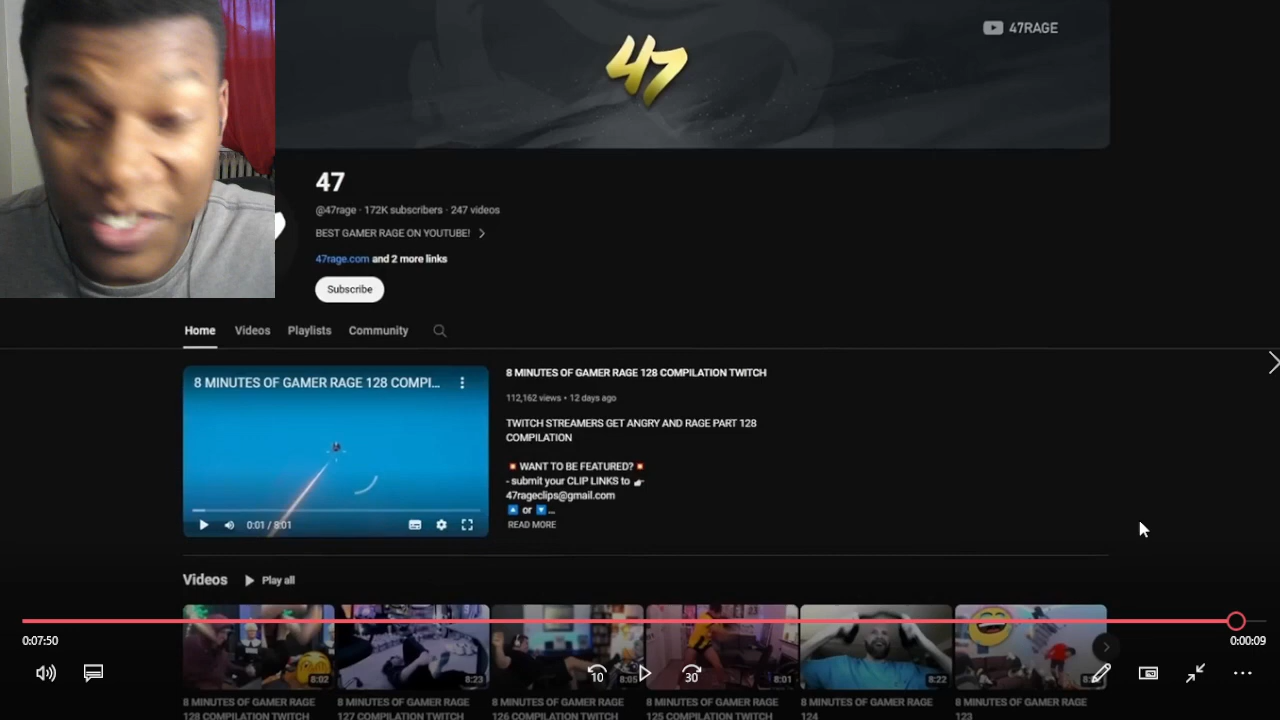 47
47RAGE
47
@47rage · 172K subscribers · 247 videos
BEST GAMER RAGE ON YOUTUBE!
47rage.com and 2 more links
Subscribe
Home Videos Playlists Community
8 MINUTES OF GAMER RAGE 128 COMPI...
0:01 / 8:01
8 MINUTES OF GAMER RAGE 128 COMPILATION TWITCH
112,162 views • 12 days ago
TWITCH STREAMERS GET ANGRY AND RAGE PART 128
COMPILATION
WANT TO BE FEATURED?
- submit your CLIP LINKS to
47rageclips@gmail.com
or ...
READ MORE
Videos Play all
8:02 8:23 8:05 8:01 8:22
8 MINUTES OF GAMER RAGE
128 COMPILATION TWITCH
8 MINUTES OF GAMER RAGE
127 COMPILATION TWITCH
8 MINUTES OF GAMER RAGE
126 COMPILATION TWITCH
8 MINUTES OF GAMER RAGE
125 COMPILATION TWITCH
8 MINUTES OF GAMER RAGE
124
8 MINUTES OF GAMER RAGE
123
0:07:50
0:00:09
10
30